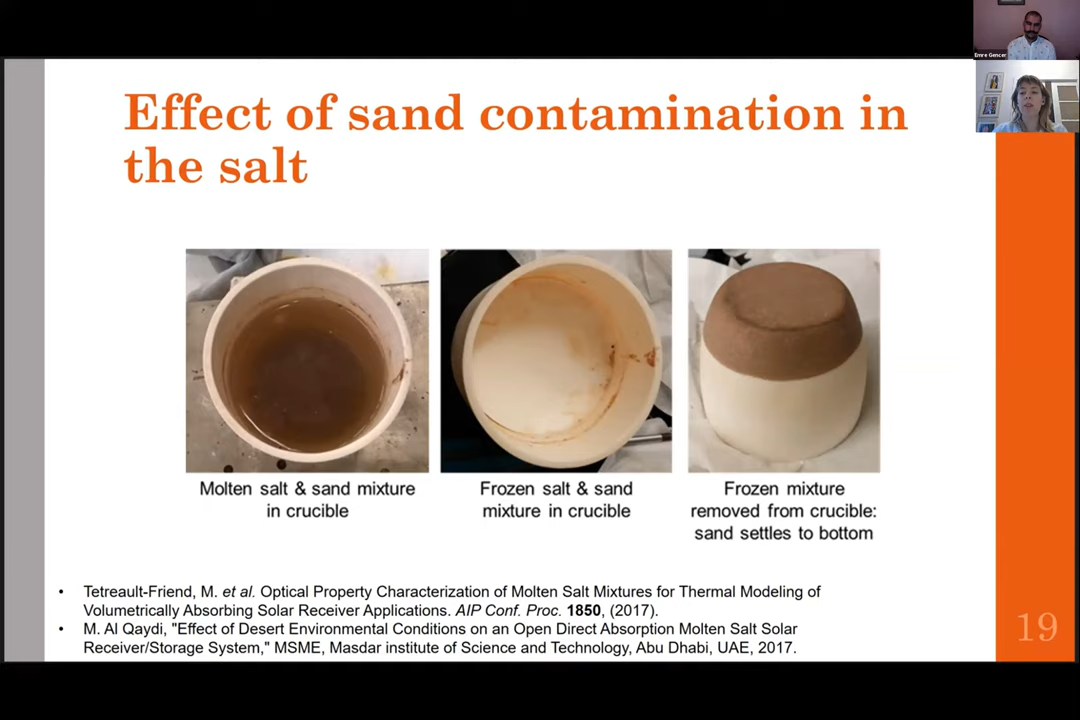 Emre Gencer
Effect of sand contamination in
the salt
Molten salt & sand mixture
in crucible
Frozen salt & sand
mixture in crucible
Frozen mixture
removed from crucible:
sand settles to bottom
• Tetreault-Friend, M. et al. Optical Property Characterization of Molten Salt Mixtures for Thermal Modeling of
Volumetrically Absorbing Solar Receiver Applications. AIP Conf. Proc. 1850, (2017).
• M. Al Qaydi, "Effect of Desert Environmental Conditions on an Open Direct Absorption Molten Salt Solar
Receiver/Storage System," MSME, Masdar institute of Science and Technology, Abu Dhabi, UAE, 2017.
19